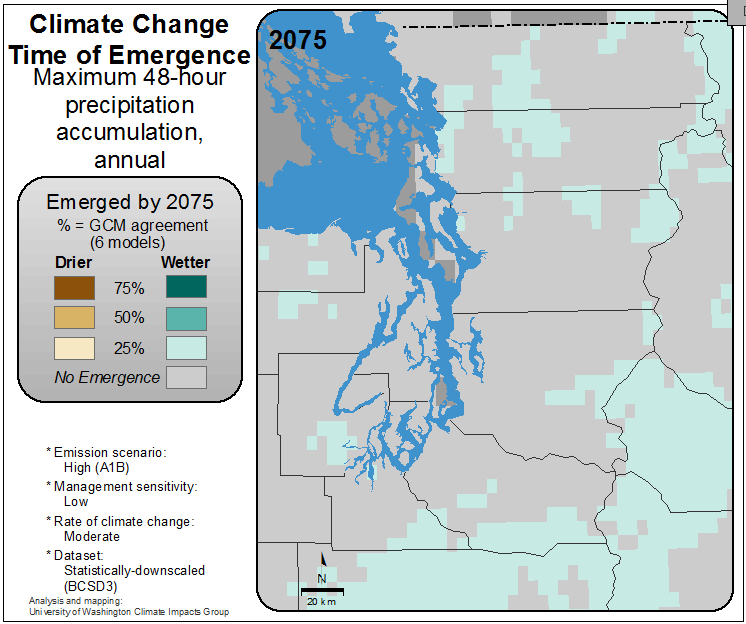 Climate Change
Time of Emergence
Maximum 48-hour
precipitation
accumulation,
annual
Emerged by 2075
% = GCM agreement
(6 models)
Drier Wetter
75%
50%
25%
No Emergence
* Emission scenario:
High (A1B)
* Management sensitivity:
Low
* Rate of climate change:
Moderate
* Dataset:
Statistically-downscaled
(BCSD3)
Analysis and mapping:
University of Washington Climate Impacts Group
2075
N
20 km